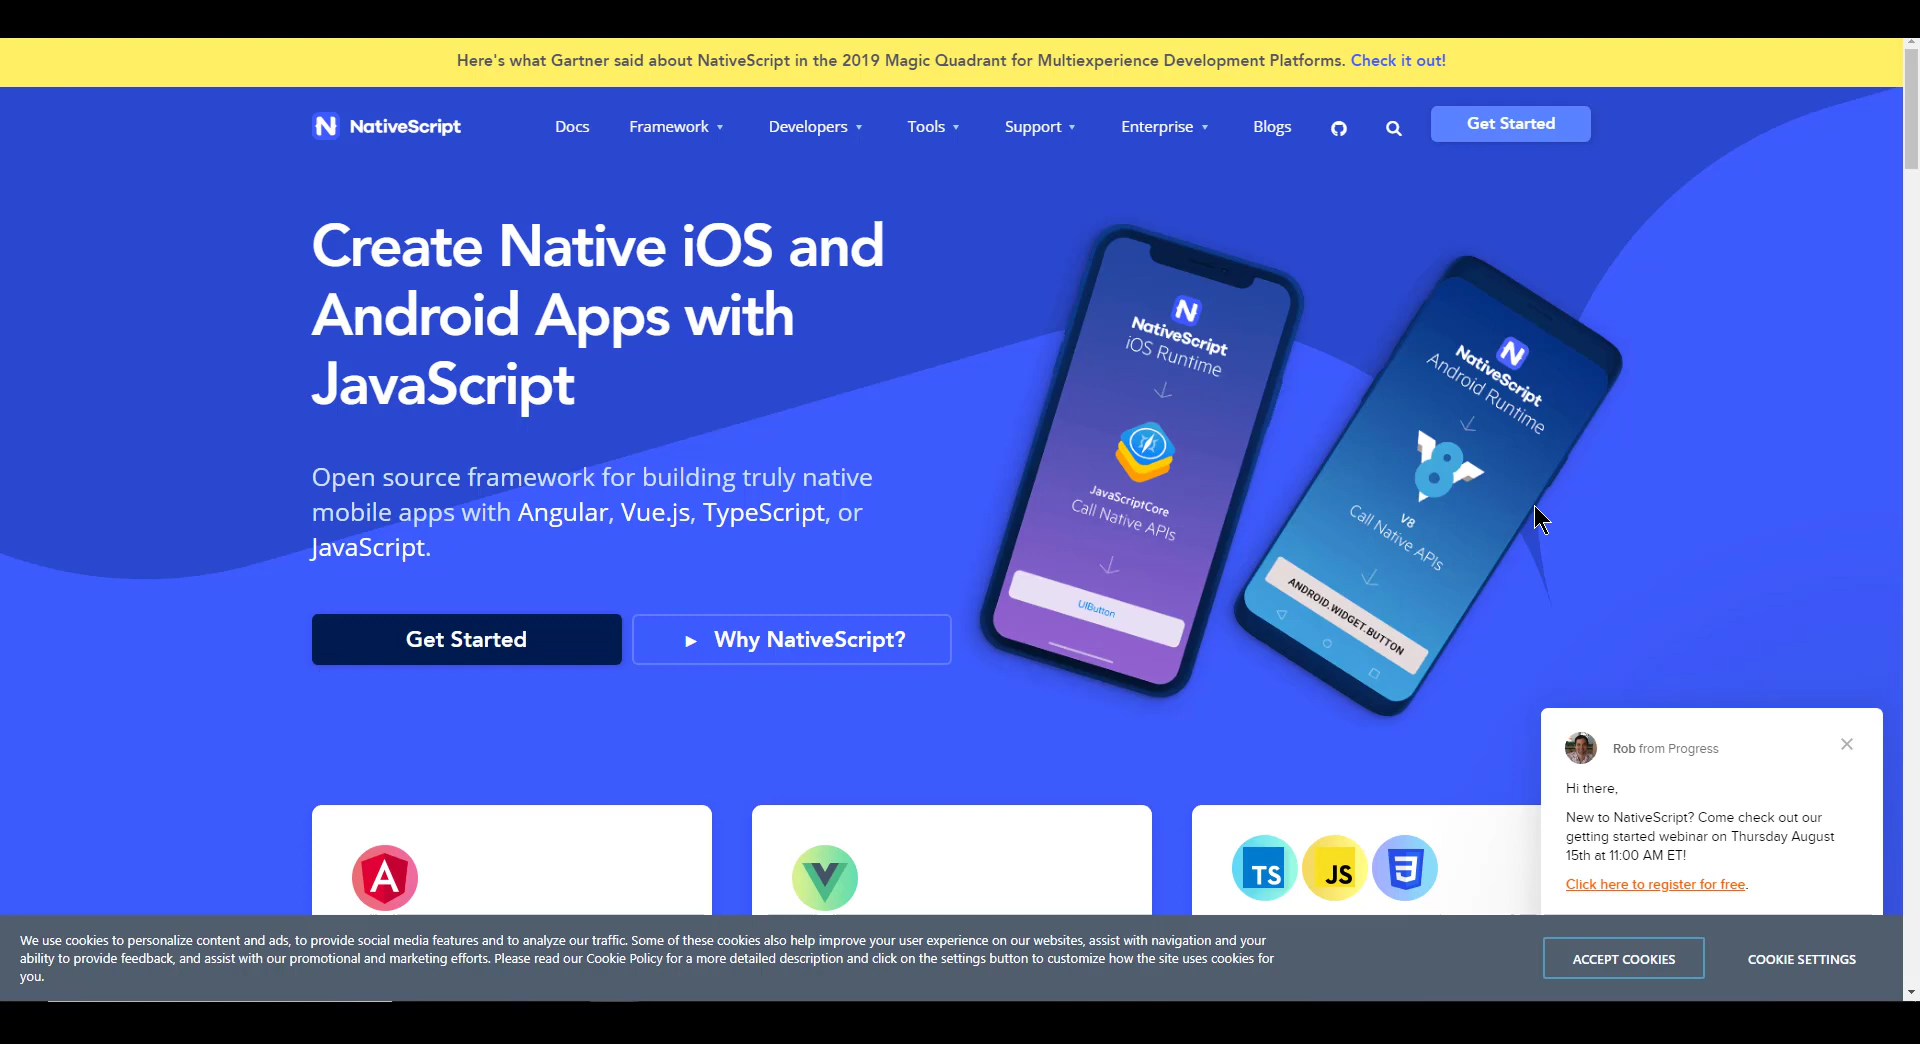 Here's what Gartner said about NativeScript in the 2019 Magic Quadrant for Multiexperience Development Platforms. Check it out!
NativeScript
Docs
Framework
Developers
Tools
Support
Enterprise
Blogs
Get Started
Create Native iOS and
Android Apps with
JavaScript
Open source framework for building truly native
mobile apps with Angular, Vue.js, TypeScript, or
JavaScript.
Get Started
Why NativeScript?
NativeScript
iOS Runtime
JavaScriptCore
Call Native APIs
UIButton
NativeScript
Android Runtime
V8
Call Native APIs
ANDROID.WIDGET.BUTTON
TS
JS
Rob from Progress
Hi there,
New to NativeScript? Come check out our
getting started webinar on Thursday August
15th at 11:00 AM ET!
Click here to register for free.
We use cookies to personalize content and ads, to provide social media features and to analyze our traffic. Some of these cookies also help improve your user experience on our websites, assist with navigation and your
ability to provide feedback, and assist with our promotional and marketing efforts. Please read our Cookie Policy for a more detailed description and click on the settings button to customize how the site uses cookies for
you.
ACCEPT COOKIES
COOKIE SETTINGS